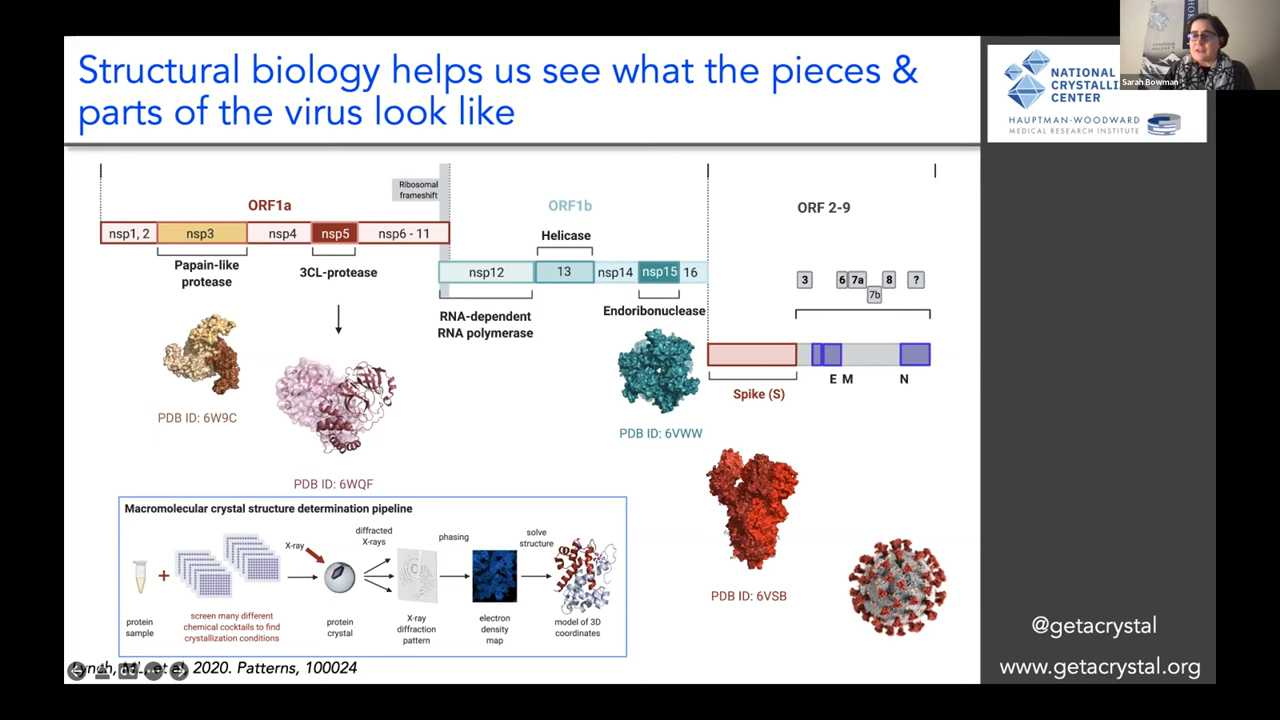 Structural biology helps us see what the pieces &
parts of the virus look like
NATIONAL
CRYSTALLI
CENTER
HAUPTMAN-WOODWARD
MEDICAL RESEARCH INSTITUTE
Sarah Bowman
Ribosomal
frameshift
ORF1a
nsp1, 2
nsp3
nsp4
nsp5
nsp6 - 11
Papain-like
protease
3CL-protease
PDB ID: 6W9C
PDB ID: 6WQF
ORF1b
Helicase
nsp12
13
nsp14
nsp15
16
RNA-dependent
RNA polymerase
Endoribonuclease
PDB ID: 6VWW
ORF 2-9
3
6
7a
7b
8
?
E M
N
Spike (S)
PDB ID: 6VSB
Macromolecular crystal structure determination pipeline
X-ray
diffracted
X-rays
phasing
solve
structure
protein
sample
screen many different
chemical cocktails to find
crystallization conditions
protein
crystal
X-ray
diffraction
pattern
electron
density
map
model of 3D
coordinates
2020. Patterns, 100024
@getacrystal
www.getacrystal.org